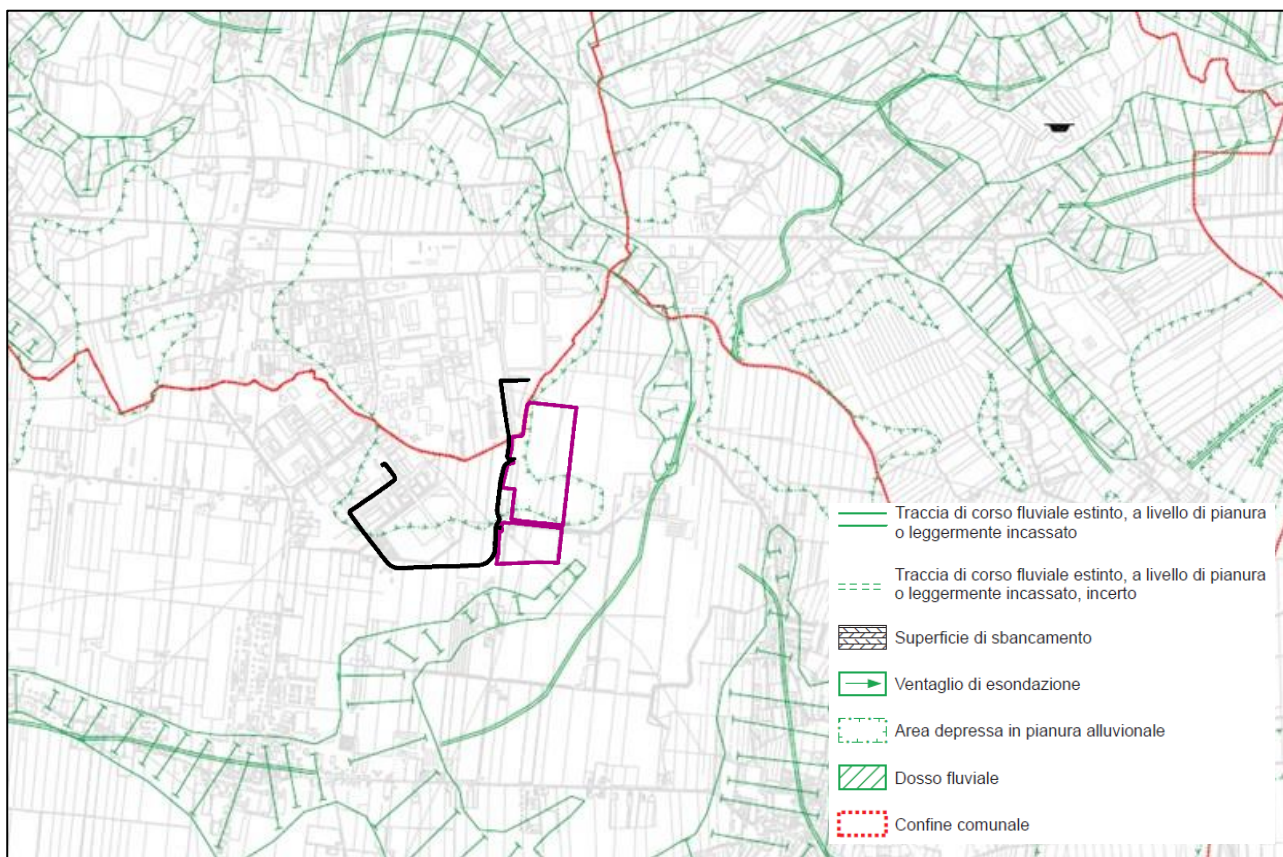 Traccia di corso fluviale estinto, a livello di pianura
o leggermente incassato
Traccia di corso fluviale estinto, a livello di pianura
o leggermente incassato, incerto
Superficie di sbancamento
Ventaglio di esondazione
Area depressa in pianura alluvionale
Dosso fluviale
Confine comunale